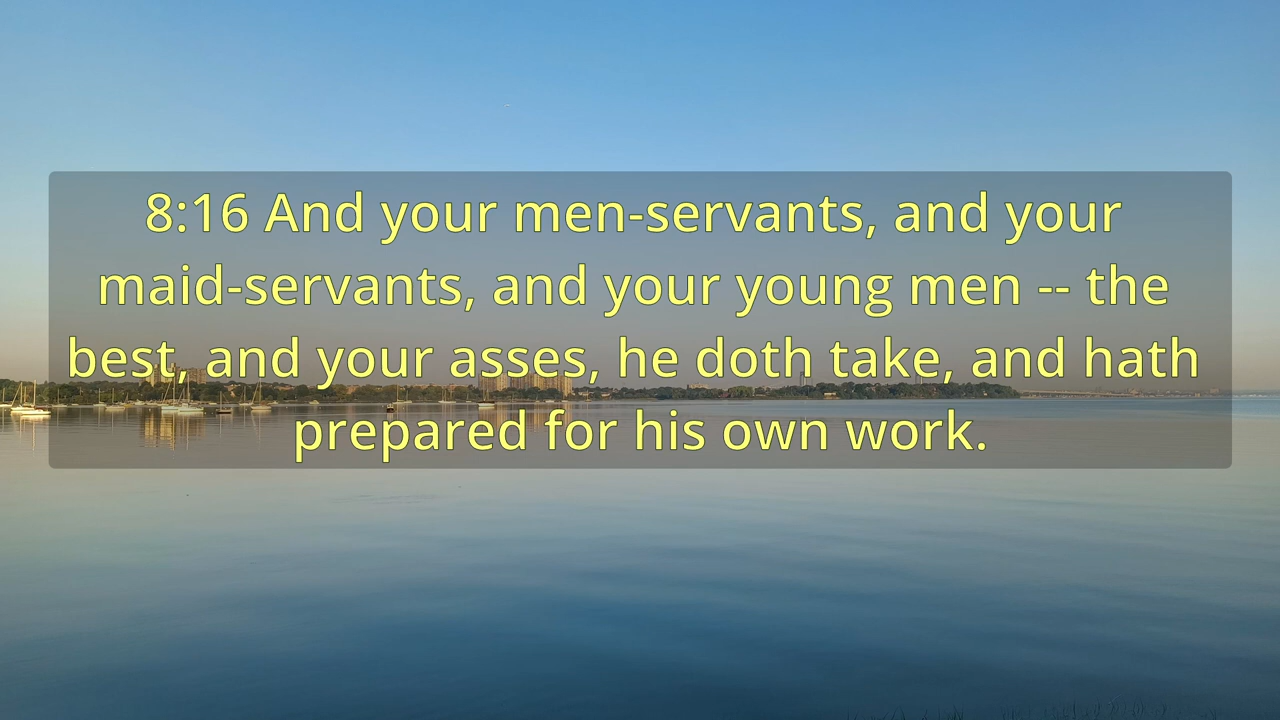 8:16 And your men-servants, and your
maid-servants, and your young men -- the
best, and your asses, he doth take, and hath
prepared for his own work.